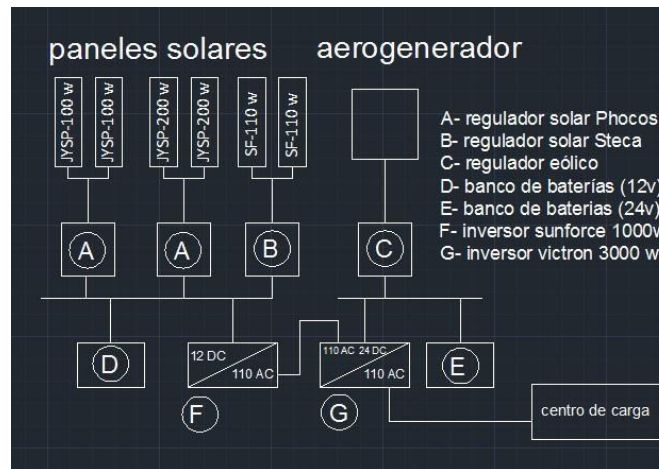 paneles solares
aerogenerador
JYSP-100 w
JYSP-100 w
JYSP-200 w
JYSP-200 w
SF-110 w
SF-110 w
A- regulador solar Phocos
B- regulador solar Steca
C- regulador eólico
D- banco de baterías (12v)
E- banco de baterias (24v)
F- inversor sunforce 1000w
G- inversor victron 3000 w
A
A
B
C
D
12 DC
110 AC
110 AC 24 DC
110 AC
E
F
G
centro de carga